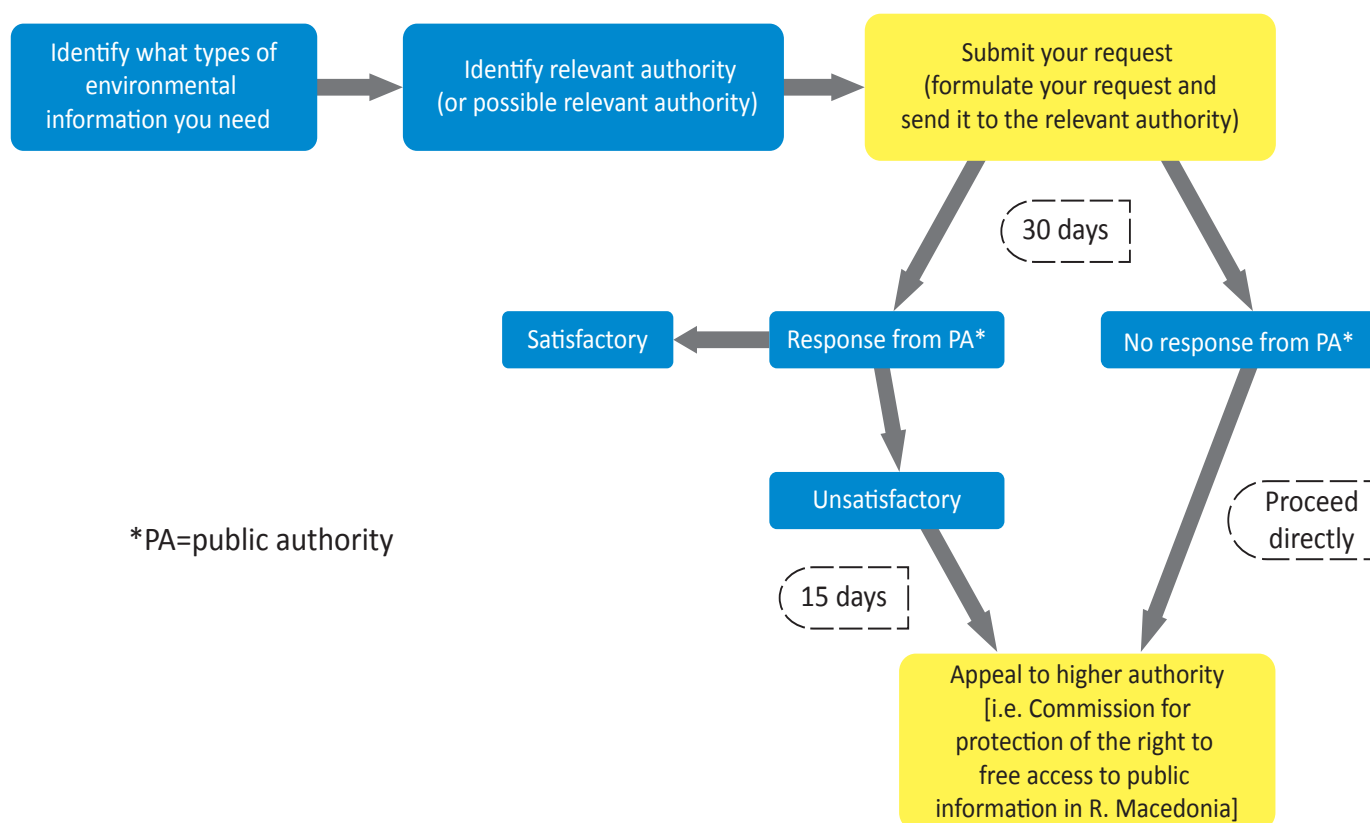 Identify what types of
environmental
information you need
Identify relevant authority
(or possible relevant authority)
Submit your request
(formulate your request and
send it to the relevant authority)
30 days
Satisfactory
Response from PA*
No response from PA*
Unsatisfactory
*PA=public authority
15 days
Proceed
directly
Appeal to higher authority
[i.e. Commission for
protection of the right to
free access to public
information in R. Macedonia]